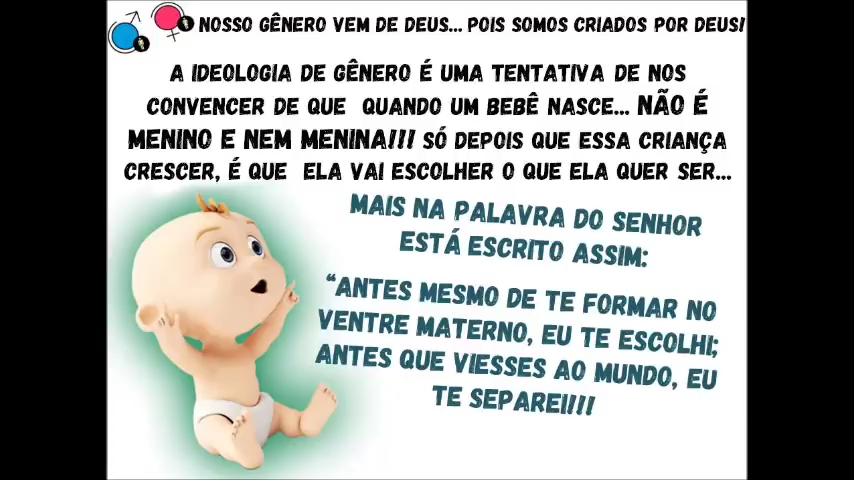 NOSSO GÊNERO VEM DE DEUS... POIS SOMOS CRIADOS POR DEUS!
A IDEOLOGIA DE GÊNERO É UMA TENTATIVA DE NOS
CONVENCER DE QUE QUANDO UM BEBÊ NASCE... NÃO É
MENINO E NEM MENINA!!! SÓ DEPOIS QUE ESSA CRIANÇA
CRESCER, É QUE ELA VAI ESCOLHER O QUE ELA QUER SER...
MAIS NA PALAVRA DO SENHOR
ESTÁ ESCRITO ASSIM:
“ANTES MESMO DE TE FORMAR NO
VENTRE MATERNO, EU TE ESCOLHI;
ANTES QUE VIESSES AO MUNDO, EU
TE SEPAREI!!!